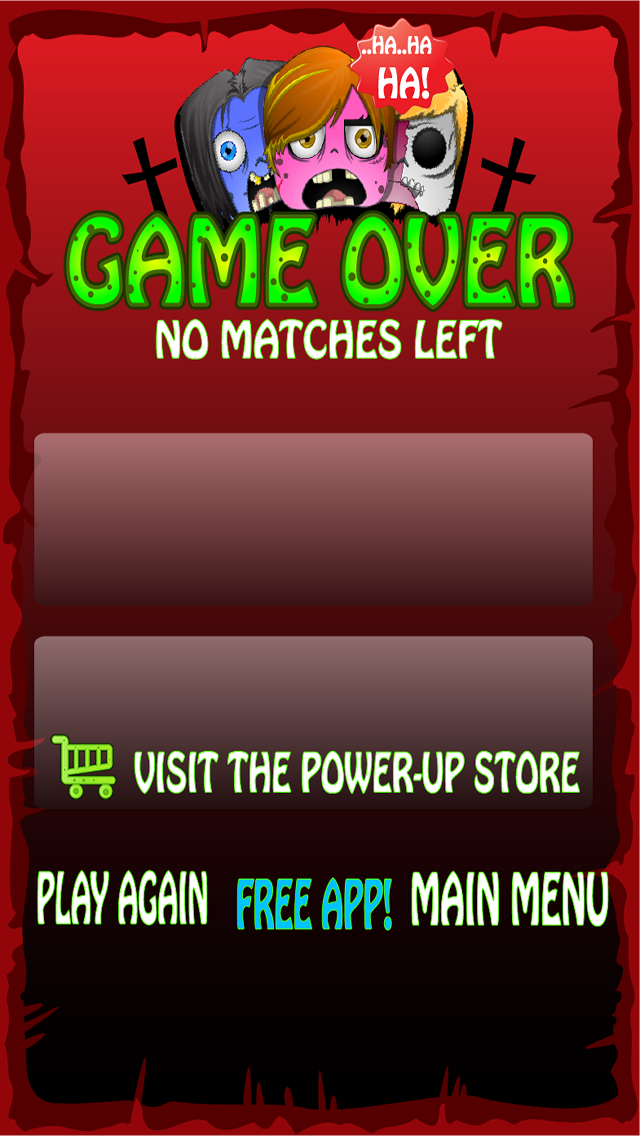 ..HA..HA
HA!
GAME OVER
NO MATCHES LEFT
VISIT THE POWER-UP STORE
PLAY AGAIN FREE APP! MAIN MENU